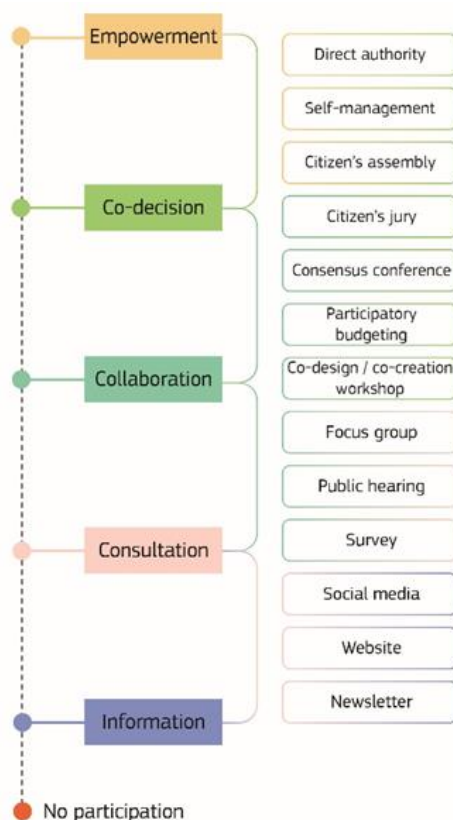 Empowerment
Direct authority
Self-management
Citizen's assembly
Co-decision
Citizen's jury
Consensus conference
Participatory
budgeting
Collaboration
Co-design / co-creation
workshop
Focus group
Public hearing
Consultation
Survey
Social media
Website
Newsletter
Information
No participation